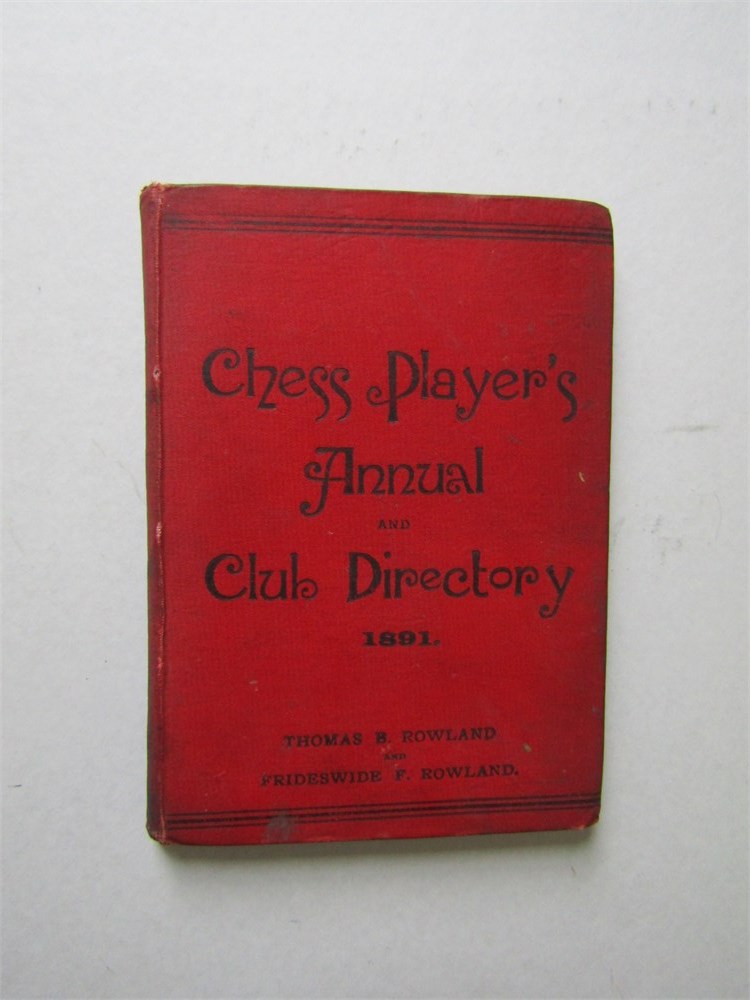 Chess Player's
Annual
AND
Club Directory
1891.
THOMAS B. ROWLAND
AND
FRIDESWIDE F. ROWLAND.